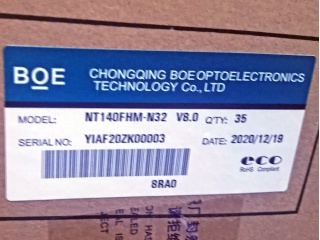 BOE
CHONGQING BOE OPTOELECTRONICS
TECHNOLOGY Co., LTD
MODEL: NT140FHM-N32 V8.0 Q'TY: 35
SERIAL NO: YIAF20ZK00003 DATE: 2020/12/19
eco
RoHS Compliant
8RA0